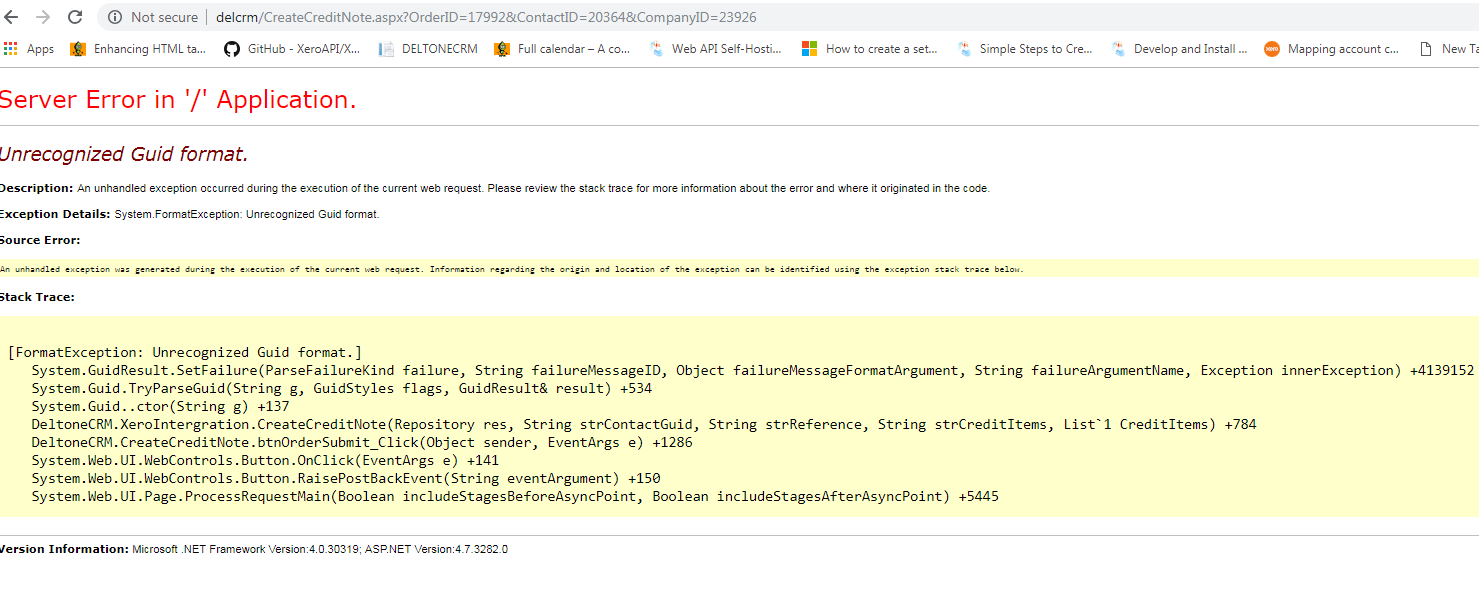 Not secure | delcrm/CreateCreditNote.aspx?OrderID=17992&ContactID=20364&CompanyID=23926
Apps Enhancing HTML ta... GitHub - XeroAPI/X... DELTONECRM Full calendar – A co... Web API Self-Hosti... How to create a set... Simple Steps to Cre... Develop and Install ... xero Mapping account c... New Ta
Server Error in '/' Application.
Unrecognized Guid format.
Description: An unhandled exception occurred during the execution of the current web request. Please review the stack trace for more information about the error and where it originated in the code.
Exception Details: System.FormatException: Unrecognized Guid format.
Source Error:
An unhandled exception was generated during the execution of the current web request. Information regarding the origin and location of the exception can be identified using the exception stack trace below.
Stack Trace:
[FormatException: Unrecognized Guid format.]
System.GuidResult.SetFailure(ParseFailureKind failure, String failureMessageID, Object failureMessageFormatArgument, String failureArgumentName, Exception innerException) +4139152
System.Guid.TryParseGuid(String g, GuidStyles flags, GuidResult& result) +534
System.Guid..ctor(String g) +137
DeltoneCRM.XeroIntergration.CreateCreditNote(Repository res, String strContactGuid, String strReference, String strCreditItems, List`1 CreditItems) +784
DeltoneCRM.CreateCreditNote.btnOrderSubmit_Click(Object sender, EventArgs e) +1286
System.Web.UI.WebControls.Button.OnClick(EventArgs e) +141
System.Web.UI.WebControls.Button.RaisePostBackEvent(String eventArgument) +150
System.Web.UI.Page.ProcessRequestMain(Boolean includeStagesBeforeAsyncPoint, Boolean includeStagesAfterAsyncPoint) +5445
Version Information: Microsoft .NET Framework Version:4.0.30319; ASP.NET Version:4.7.3282.0